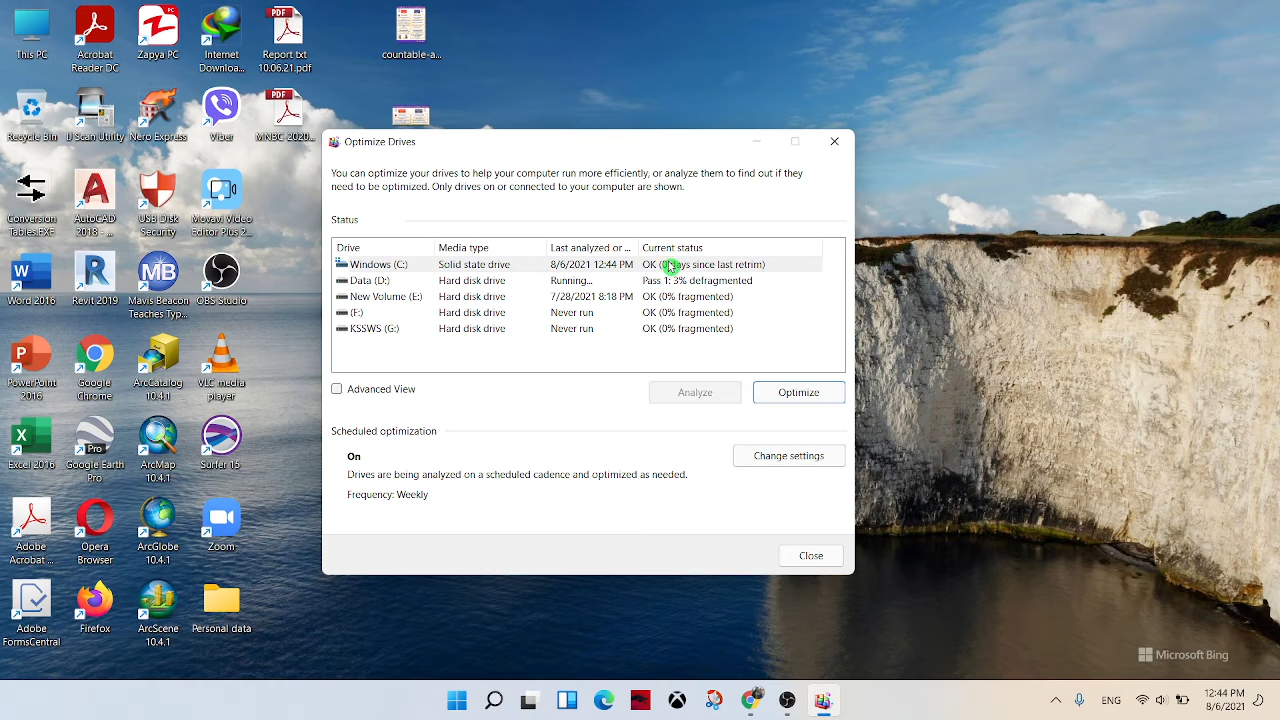 This PC
Acrobat
Reader DC
Zapya PC
Internet
Downloa...
PDF
Report txt
10.06.21.pdf
countable-a...
Recycle Bin
IJ Scan Utility
Nero Express
Viber
PDF
MNBC 2020...
Conversion
Tables.EXE
AutoCAD
2018 - ...
USB Disk
Security
Movavi Video
Editor Plus 2...
Word 2016
Revit 2019
MB
Mavis Beacon
Teaches Typ...
OBS Studio
PowerPoint
2016
Google
Chrome
ArcCatalog
10.4.1
VLC media
player
Excel 2016
Pro
Google Earth
Pro
ArcMap
10.4.1
Surfer 15
Adobe
Acrobat ...
Opera
Browser
ArcGlobe
10.4.1
Zoom
Adobe
FormsCentral
Firefox
ArcScene
10.4.1
Personal data
Optimize Drives
You can optimize your drives to help your computer run more efficiently, or analyze them to find out if they
need to be optimized. Only drives on or connected to your computer are shown.
Status
Drive Media type Last analyzed or ... Current status
Windows (C:) Solid state drive 8/6/2021 12:44 PM OK (0 days since last retrim)
Data (D:) Hard disk drive Running... Pass 1: 3% defragmented
New Volume (E:) Hard disk drive 7/28/2021 8:18 PM OK (0% fragmented)
(F:) Hard disk drive Never run OK (0% fragmented)
KSSWS (G:) Hard disk drive Never run OK (0% fragmented)
Advanced View
Analyze
Optimize
Scheduled optimization
On
Change settings
Drives are being analyzed on a scheduled cadence and optimized as needed.
Frequency: Weekly
Close
Microsoft Bing
ENG
12:44 PM
8/6/2021